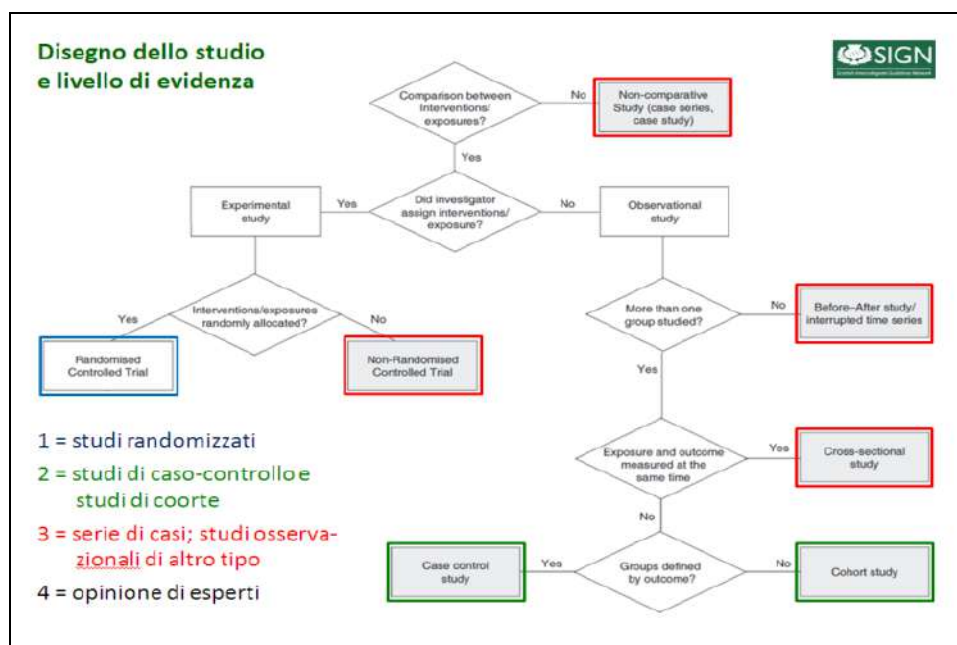 Disegno dello studio
e livello di evidenza
SIGN
Comparison between
Interventions/
exposures?
No
Non-comparative
Study (case series,
case study)
Yes
Experimental
study
Yes
Did investigator
assign interventions/
exposure?
No
Observational
study
Interventions/exposures
randomly allocated?
Yes
No
More than one
group studied?
No
Before–After study/
interrupted time series
Randomised
Controlled Trial
Non-Randomised
Controlled Trial
Yes
1 = studi randomizzati
2 = studi di caso-controllo e
studi di coorte
3 = serie di casi; studi osserva-
zionali di altro tipo
4 = opinione di esperti
Exposure and outcome
measured at the
same time
Yes
Cross-sectional
study
No
Case control
study
Yes
Groups defined
by outcome?
No
Cohort study